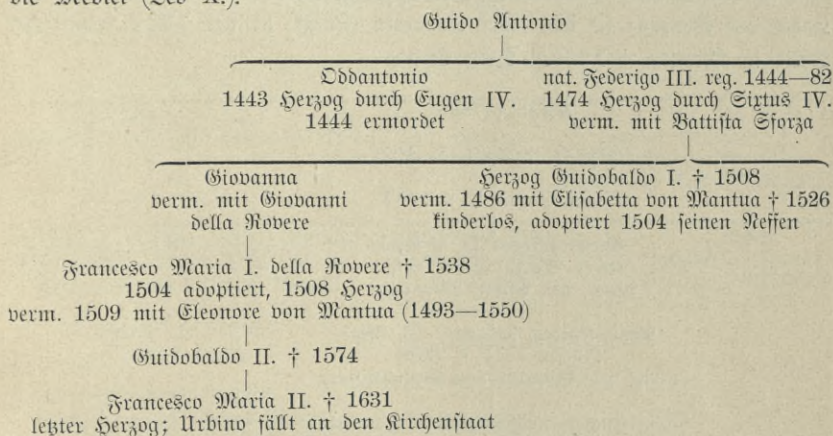 die Medici (Leo X.).
Guido Antonio
Oddantonio
1443 Herzog durch Eugen IV.
1444 ermordet
nat. Federigo III. reg. 1444—82
1474 Herzog durch Sixtus IV.
verm. mit Battista Sforza
Giovanna
verm. mit Giovanni
della Rovere
Herzog Guidobaldo I. † 1508
verm. 1486 mit Elisabetta von Mantua † 1526
kinderlos, adoptiert 1504 seinen Neffen
Francesco Maria I. della Rovere † 1538
1504 adoptiert, 1508 Herzog
verm. 1509 mit Eleonore von Mantua (1493—1550)
Guidobaldo II. † 1574
Francesco Maria II. † 1631
letzter Herzog; Urbino fällt an den Kirchenstaat